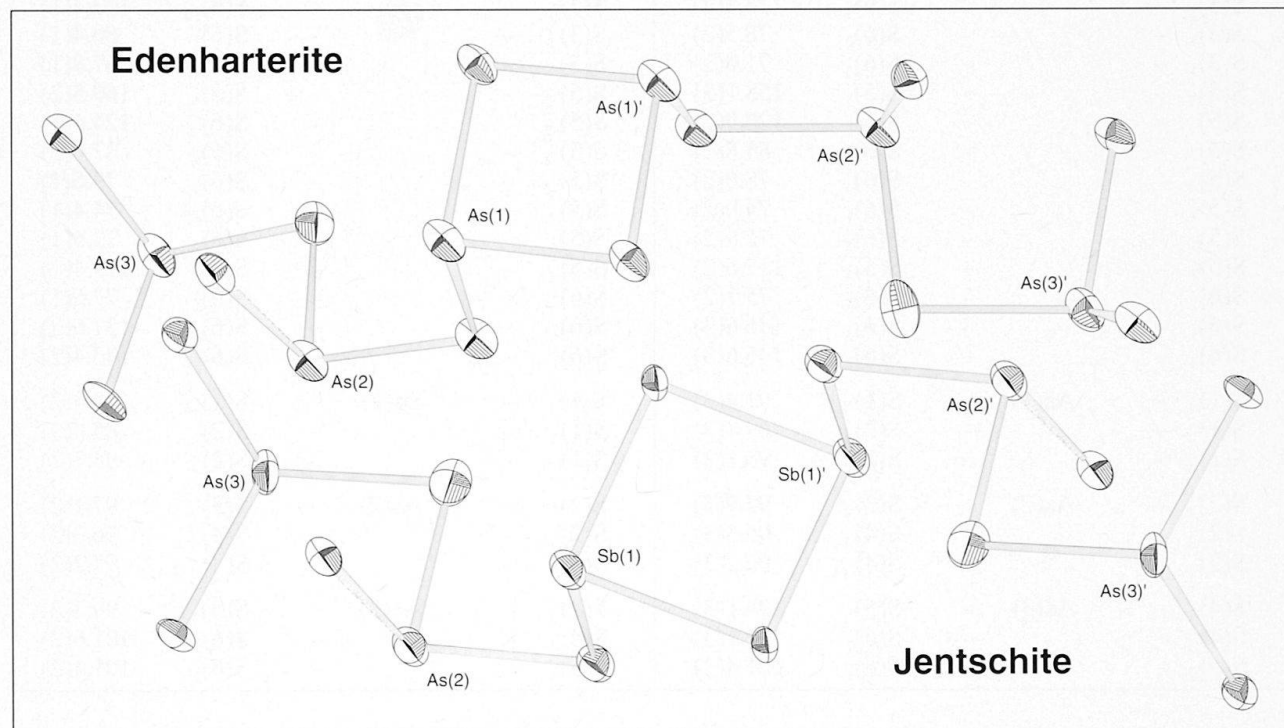 Edenharterite
As(1)'
As(2)'
As(1)
As(3)
As(3)'
As(2)
As(2)'
Sb(1)'
As(3)
Sb(1)
As(3)'
As(2)
Jentschite